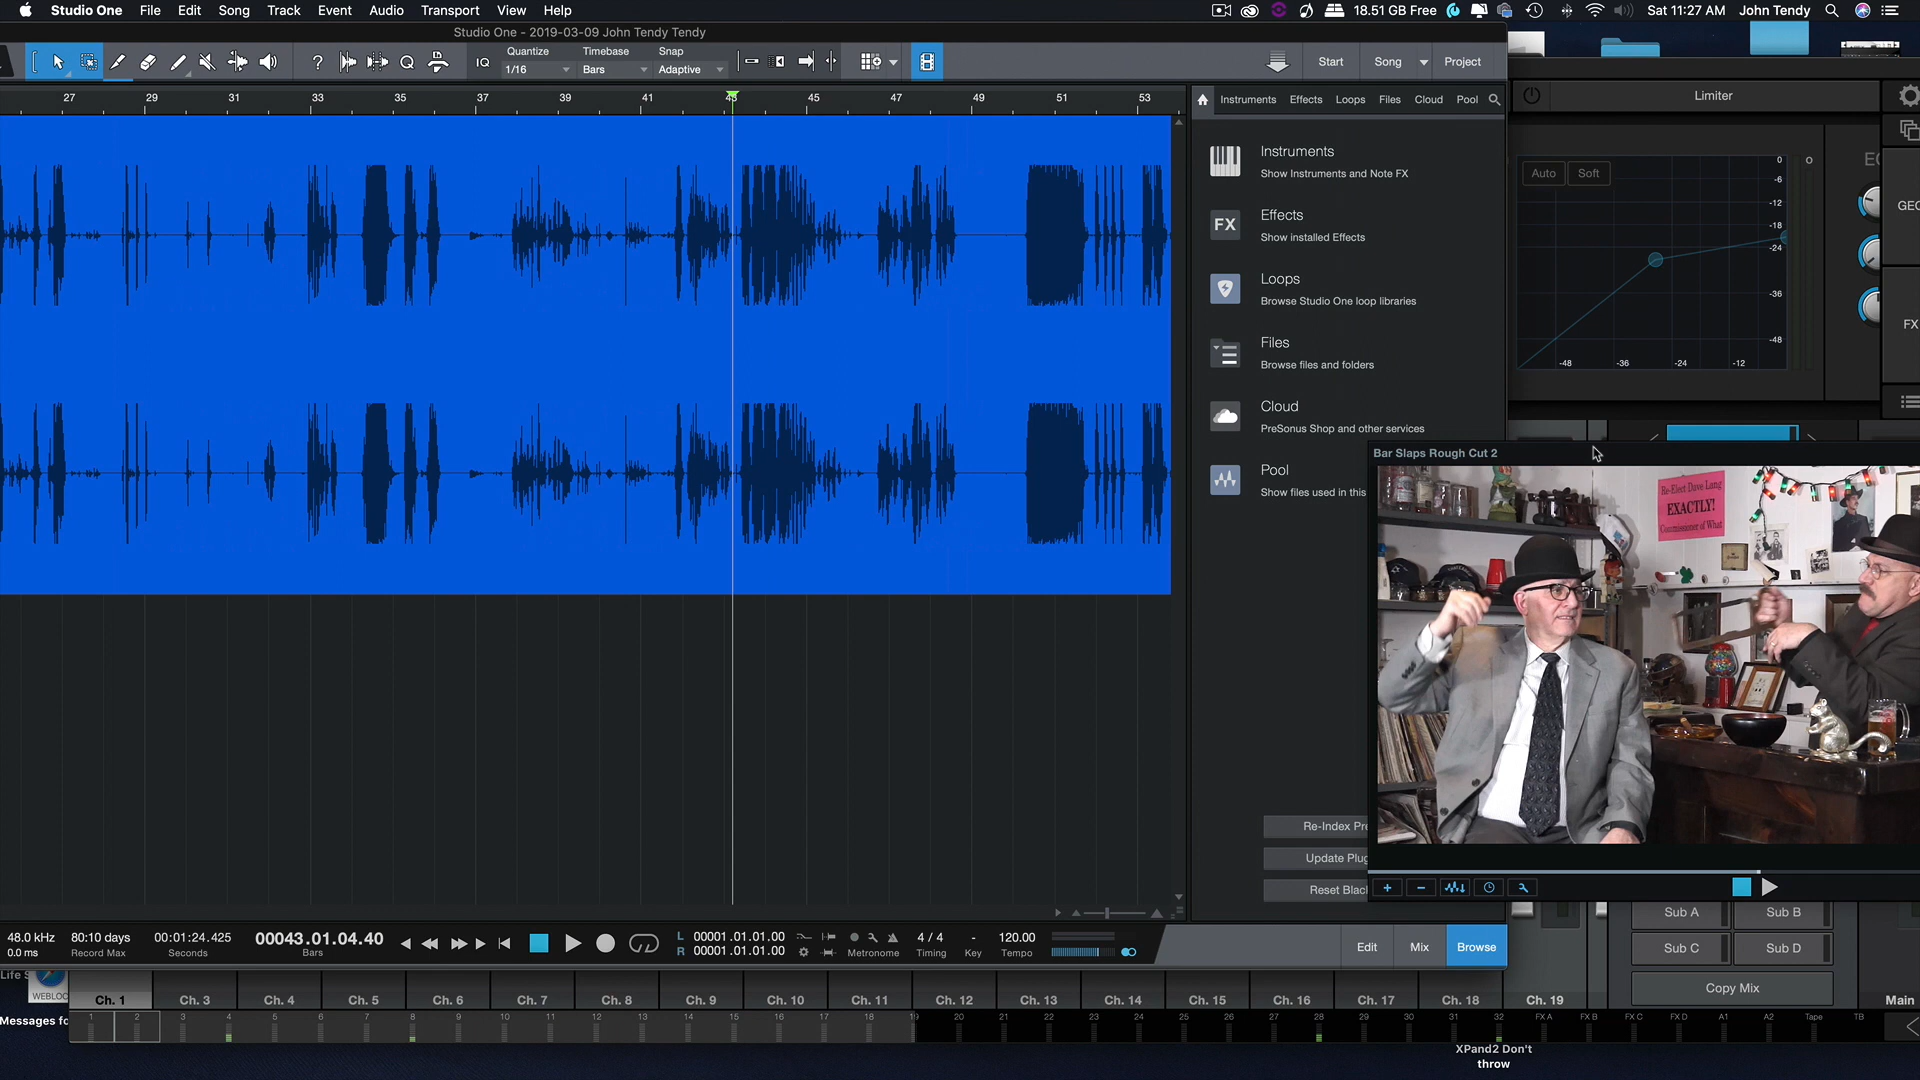 Studio One File Edit Song Track Event Audio Transport View Help
18.51 GB Free Sat 11:27 AM John Tendy
Studio One - 2019-03-09 John Tendy Tendy
Quantize Timebase Snap
IQ 1/16 Bars Adaptive
Start Song Project
27 29 31 33 35 37 39 41 43 45 47 49 51 53
Instruments Effects Loops Files Cloud Pool
Limiter
Instruments
Show Instruments and Note FX
FX
Effects
Show installed Effects
Loops
Browse Studio One loop libraries
Files
Browse files and folders
Cloud
PreSonus Shop and other services
Pool
Show files used in this
Auto Soft
0
-6
-12
-18
-24
-36
-48
-48 -36 -24 -12
FX
Bar Slaps Rough Cut 2
Re-Elect Dave Lang
EXACTLY!
Commissioner of What
Re-Index
Update
Reset
Sub A Sub B
Sub C Sub D
Copy Mix
48.0 kHz
0.0 ms
80:10 days
Record Max
00:01:24.425
Seconds
00043.01.04.40
Bars
L 00001.01.01.00
R 00001.01.01.00
Metronome
4 / 4
Timing
-
Key
120.00
Tempo
Edit Mix Browse
Life S
WEBLOC
Messages fo
Ch. 1 Ch. 3 Ch. 4 Ch. 5 Ch. 6 Ch. 7 Ch. 8 Ch. 9 Ch. 10 Ch. 11 Ch. 12 Ch. 13 Ch. 14 Ch. 15 Ch. 16 Ch. 17 Ch. 18 Ch. 19 Main
1 2 3 4 5 6 7 8 9 10 11 12 13 14 15 16 17 18 19 20 21 22 23 24 25 26 27 28 29 30 31 32 FX A FX B FX C FX D A1 A2 Tape TB
XPand2 Don't
throw